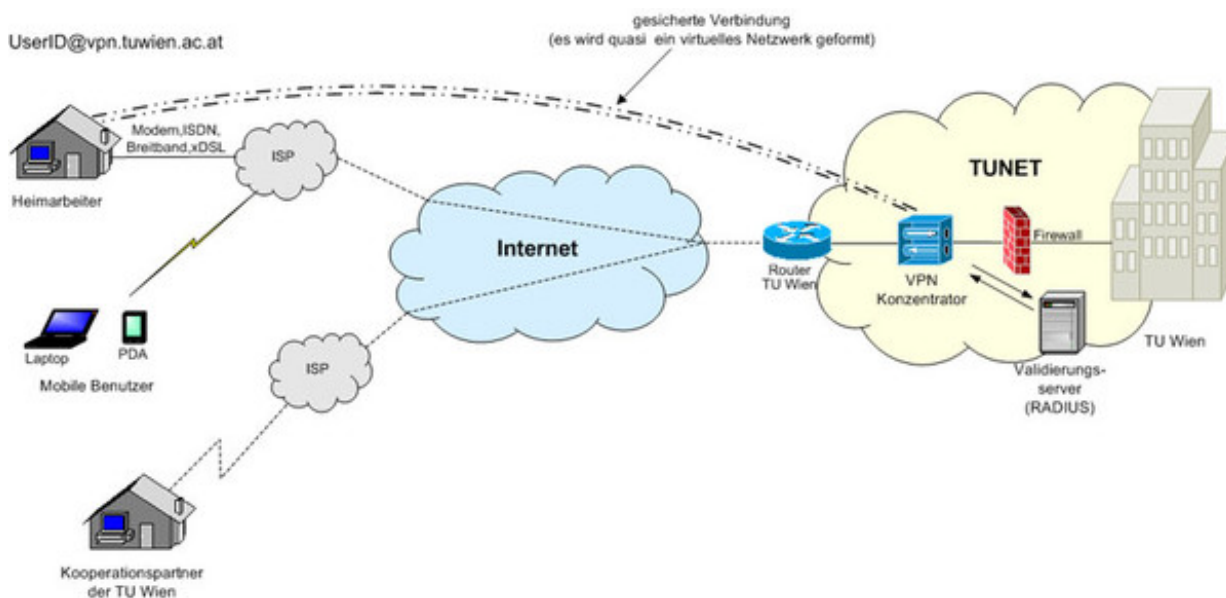 UserID@vpn.tuwien.ac.at
gesicherte Verbindung
(es wird quasi ein virtuelles Netzwerk geformt)
Modem,ISDN,
Breitband,xDSL
ISP
Heimarbeiter
TUNET
Internet
Firewall
Router
TU Wien
VPN
Konzentrator
TU Wien
Laptop
PDA
Mobile Benutzer
ISP
Validierungs-
server
(RADIUS)
Kooperationspartner
der TU Wien